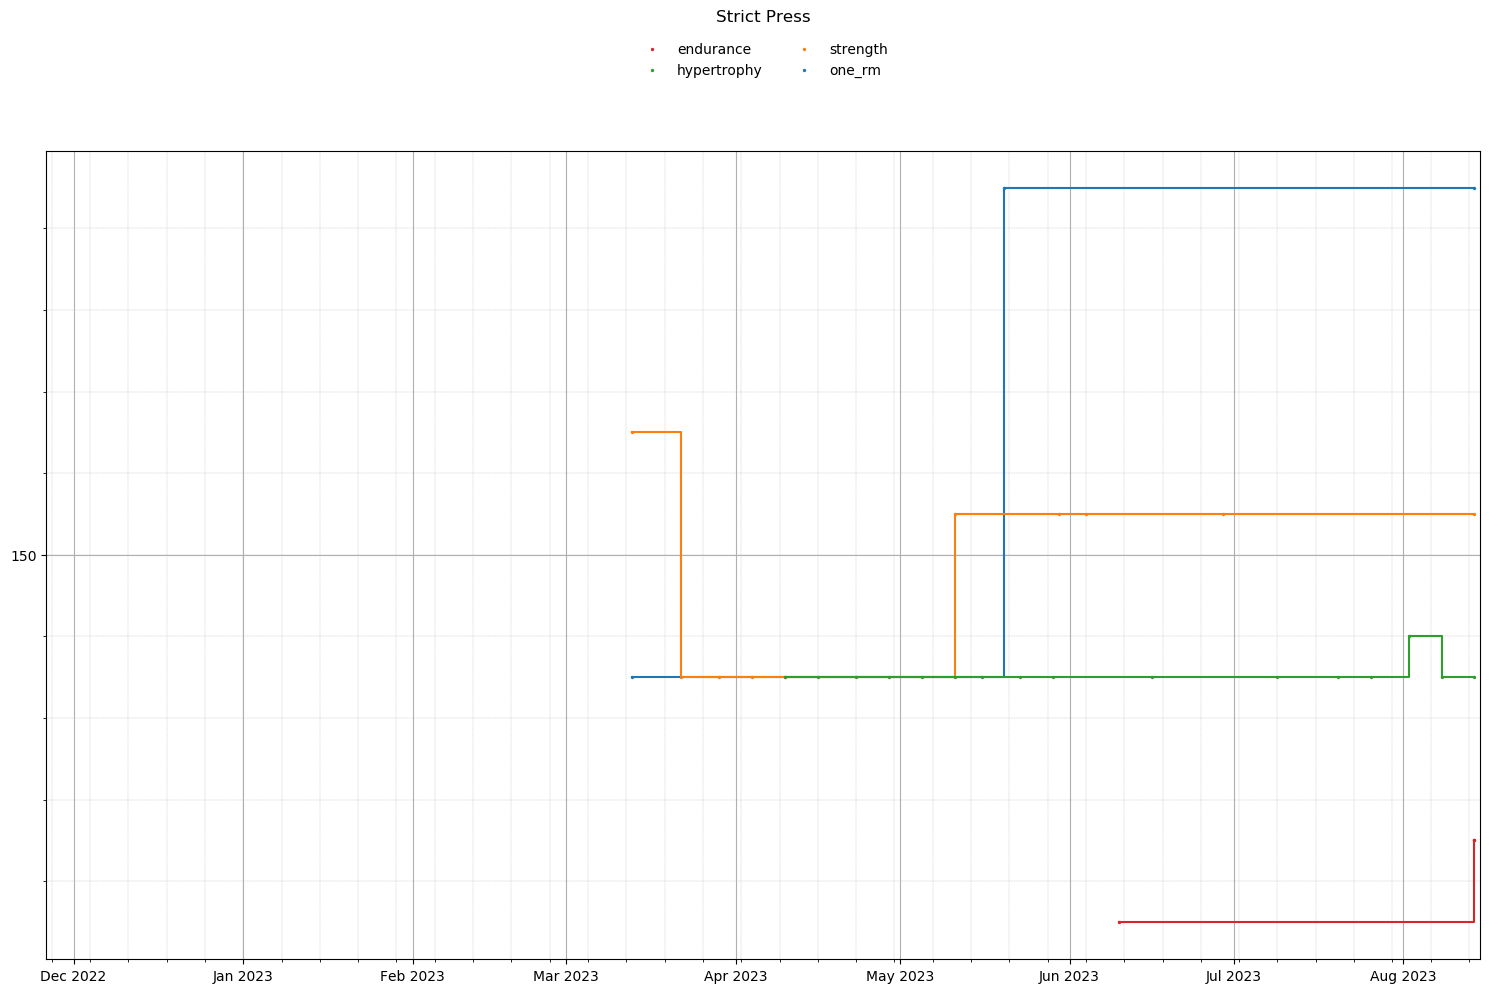 Strict Press
endurance
strength
hypertrophy
one_rm
150
Dec 2022
Jan 2023
Feb 2023
Mar 2023
Apr 2023
May 2023
Jun 2023
Jul 2023
Aug 2023